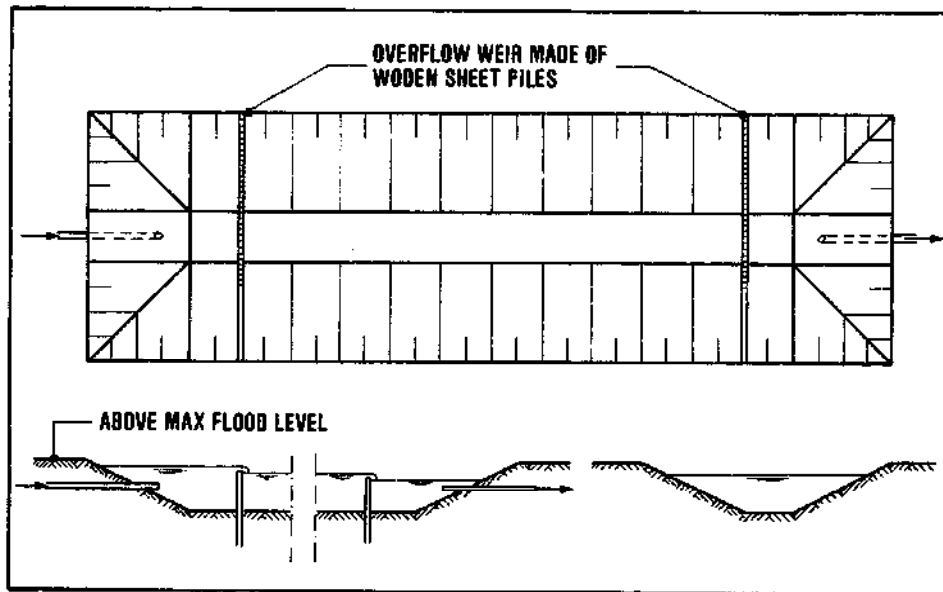 OVERFLOW WEIR MADE OF
WODEN SHEET PILES
ABOVE MAX FLOOD LEVEL